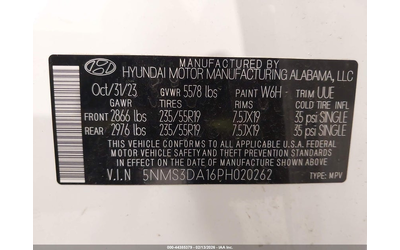 MANUFACTURED BY
HYUNDAI MOTOR MANUFACTURING ALABAMA, LLC
Oct/31/23 GVWR 5578 lbs PAINT W6H- TRIM UUE
GAWR TIRES RIMS COLD TIRE INFL
FRONT 2866 lbs 235/55R19 7.5JX19 35 psi SINGLE
REAR 2976 lbs 235/55R19 7.5JX19 35 psi SINGLE
THIS VEHICLE CONFORMS TO ALL APPLICABLE U.S.A. FEDERAL
MOTOR VEHICLE SAFETY AND THEFT PREVENTION STANDARDS
IN EFFECT ON THE DATE OF MANUFACTURE SHOWN ABOVE.
V.I.N 5NMS3DA16PH020262 TYPE: MPV